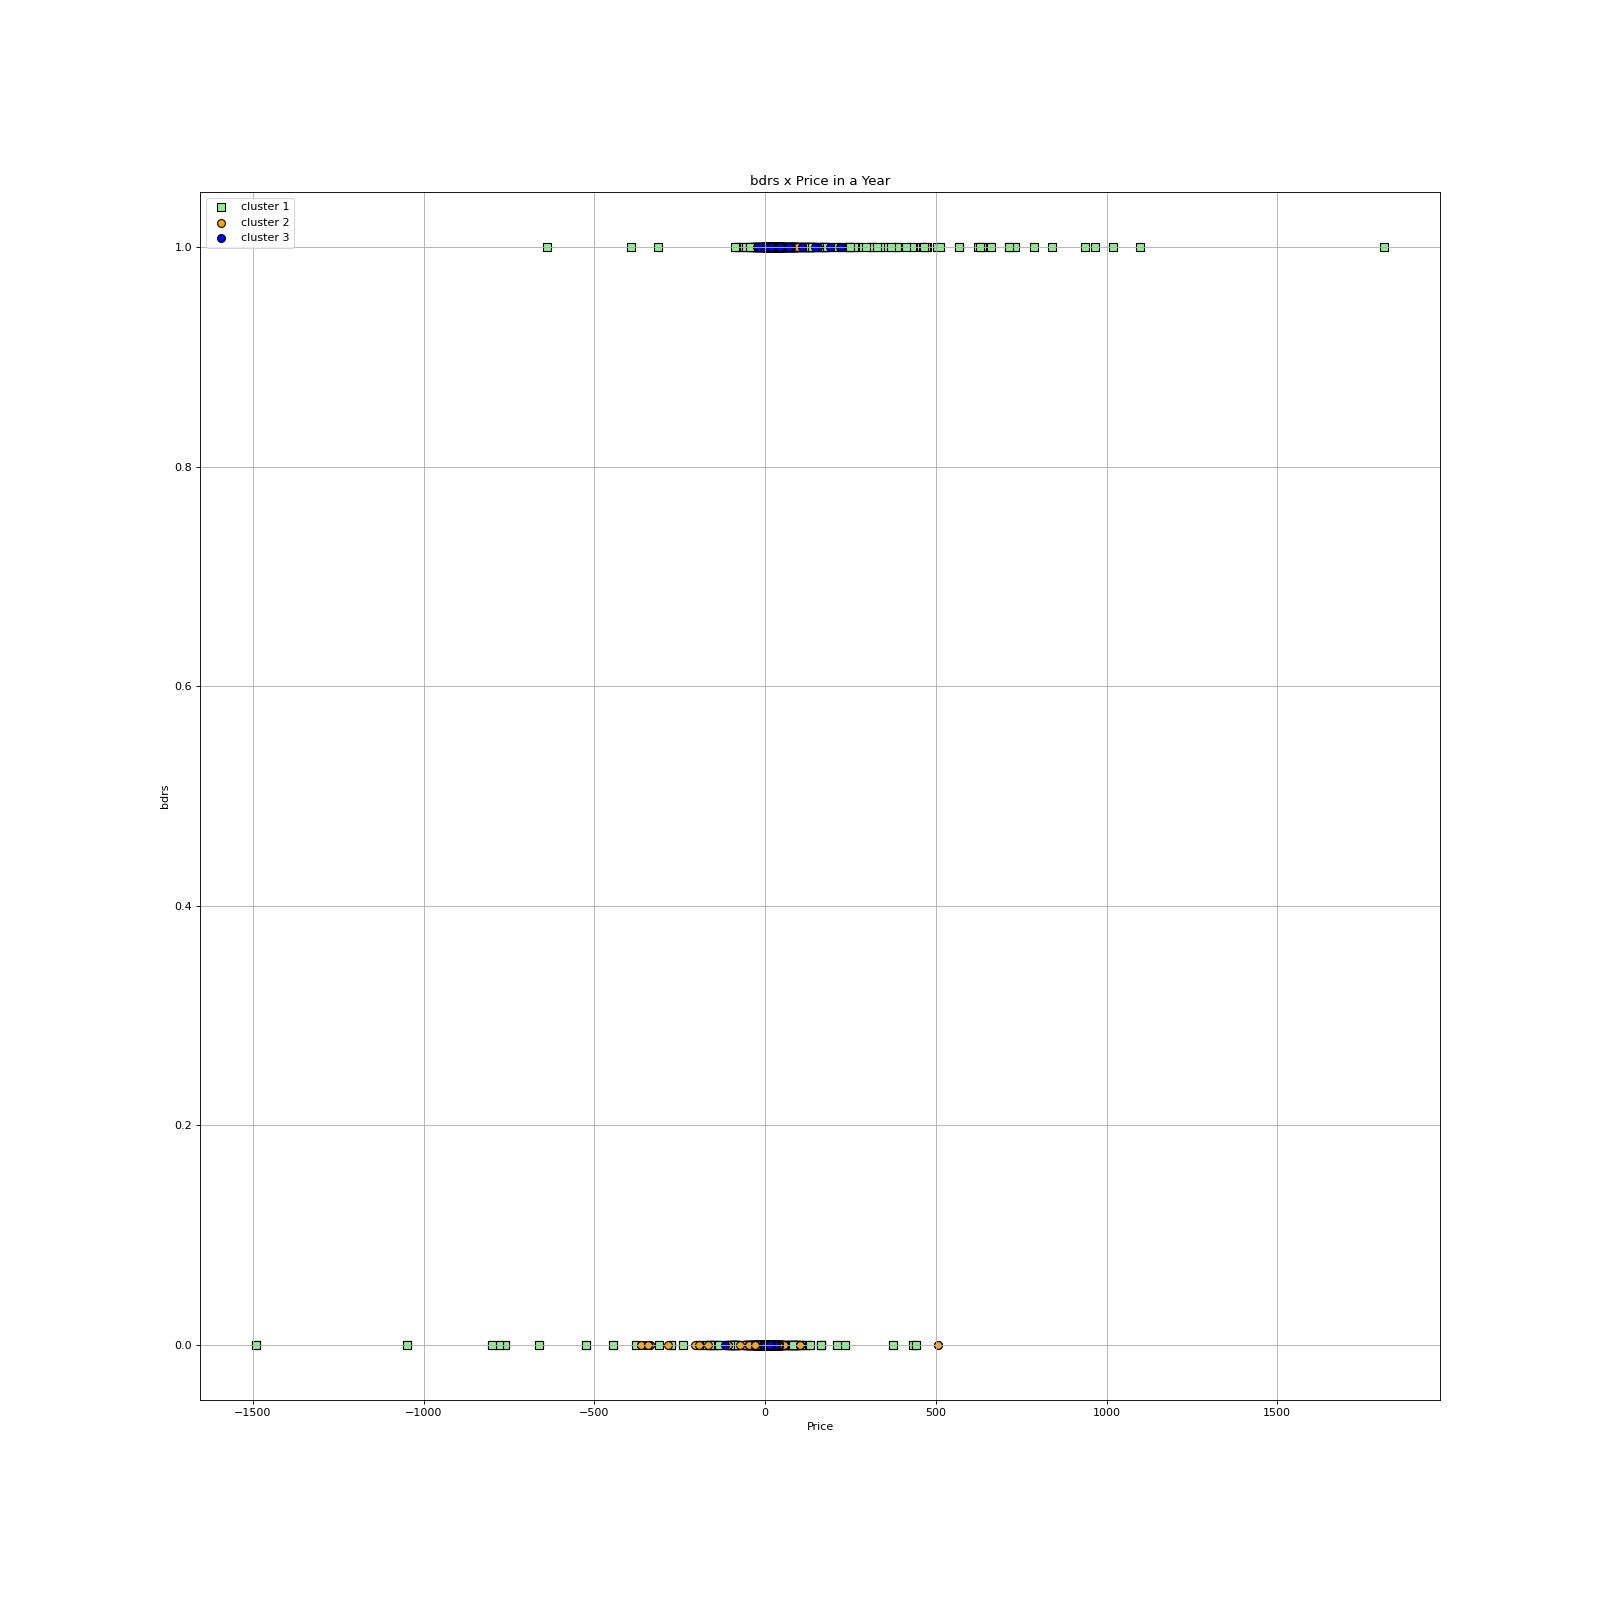 bdrs x Price in a Year
cluster 1
cluster 2
cluster 3
1.0
0.8
0.6
0.4
0.2
0.0
bdrs
−1500
−1000
−500
0
500
1000
1500
Price